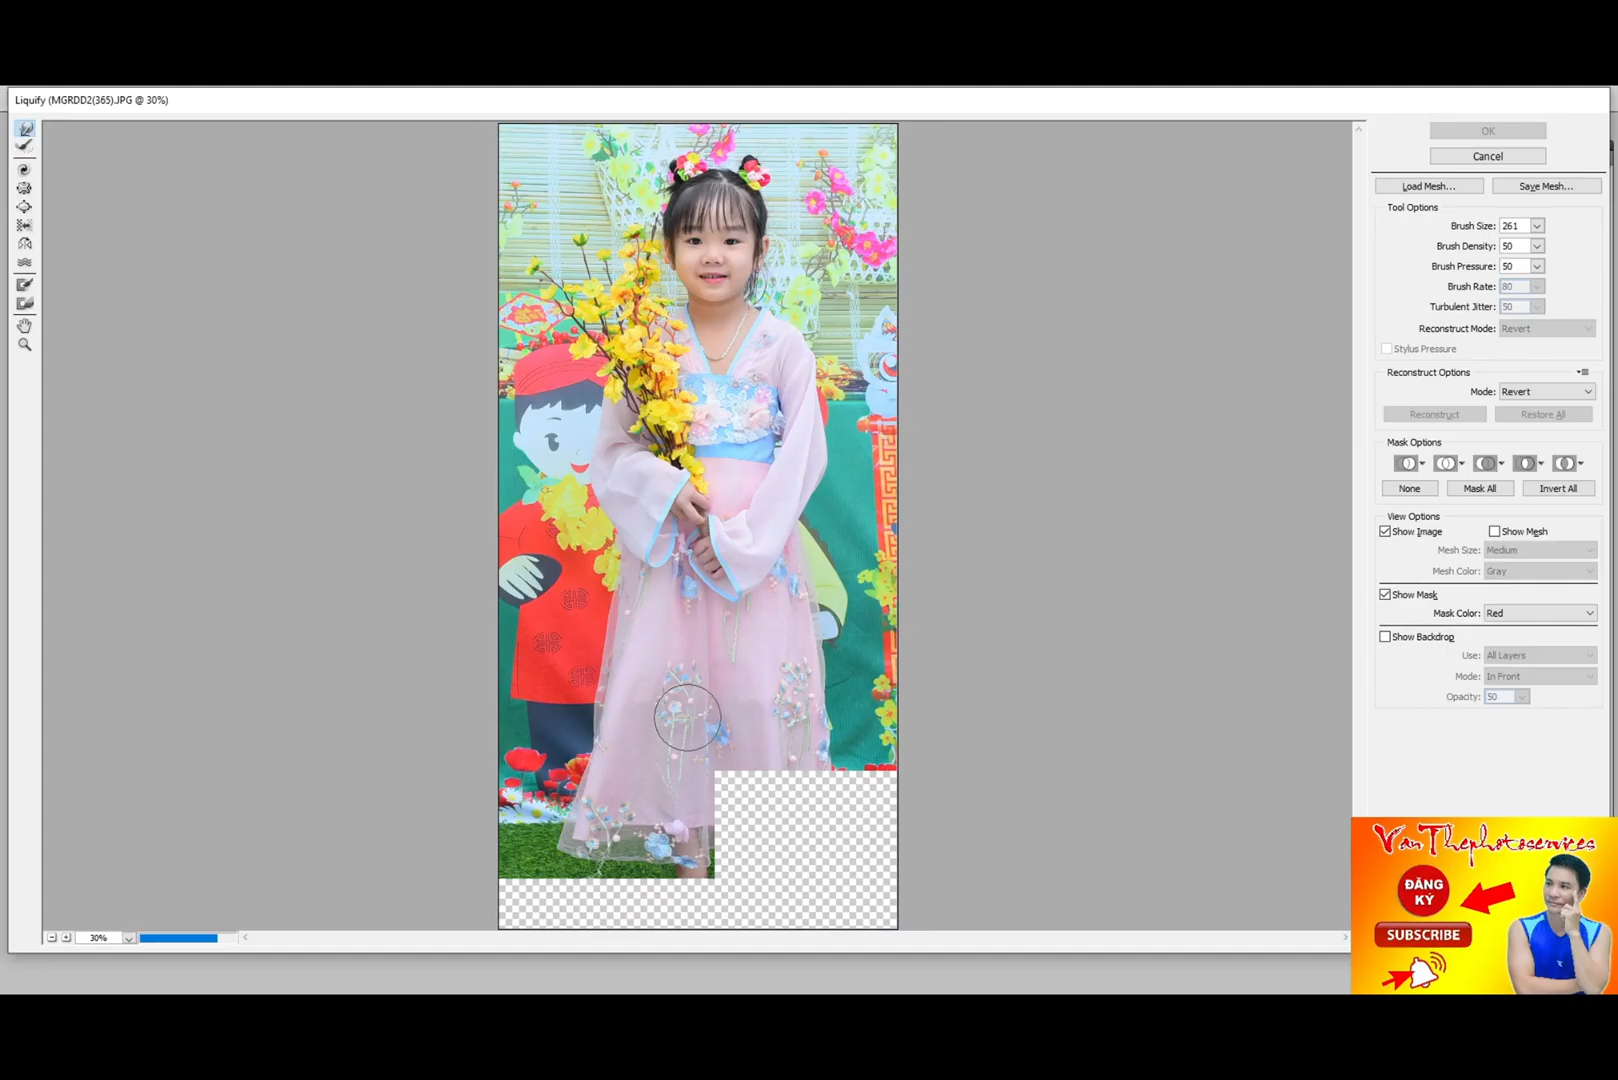 Liquify (MGRDD2(365).JPG @ 30%)
OK
Cancel
Load Mesh...
Save Mesh...
Tool Options
Brush Size: 261
Brush Density: 50
Brush Pressure: 50
Brush Rate: 80
Turbulent Jitter: 50
Reconstruct Mode: Revert
Stylus Pressure
Reconstruct Options
Mode: Revert
Reconstruct
Restore All
Mask Options
None
Mask All
Invert All
View Options
Show Image
Show Mesh
Mesh Size: Medium
Mesh Color: Gray
Show Mask
Mask Color: Red
Show Backdrop
Use: All Layers
Mode: In Front
Opacity: 50
Van Thephotoservices
ĐĂNG
KÝ
SUBSCRIBE
30%